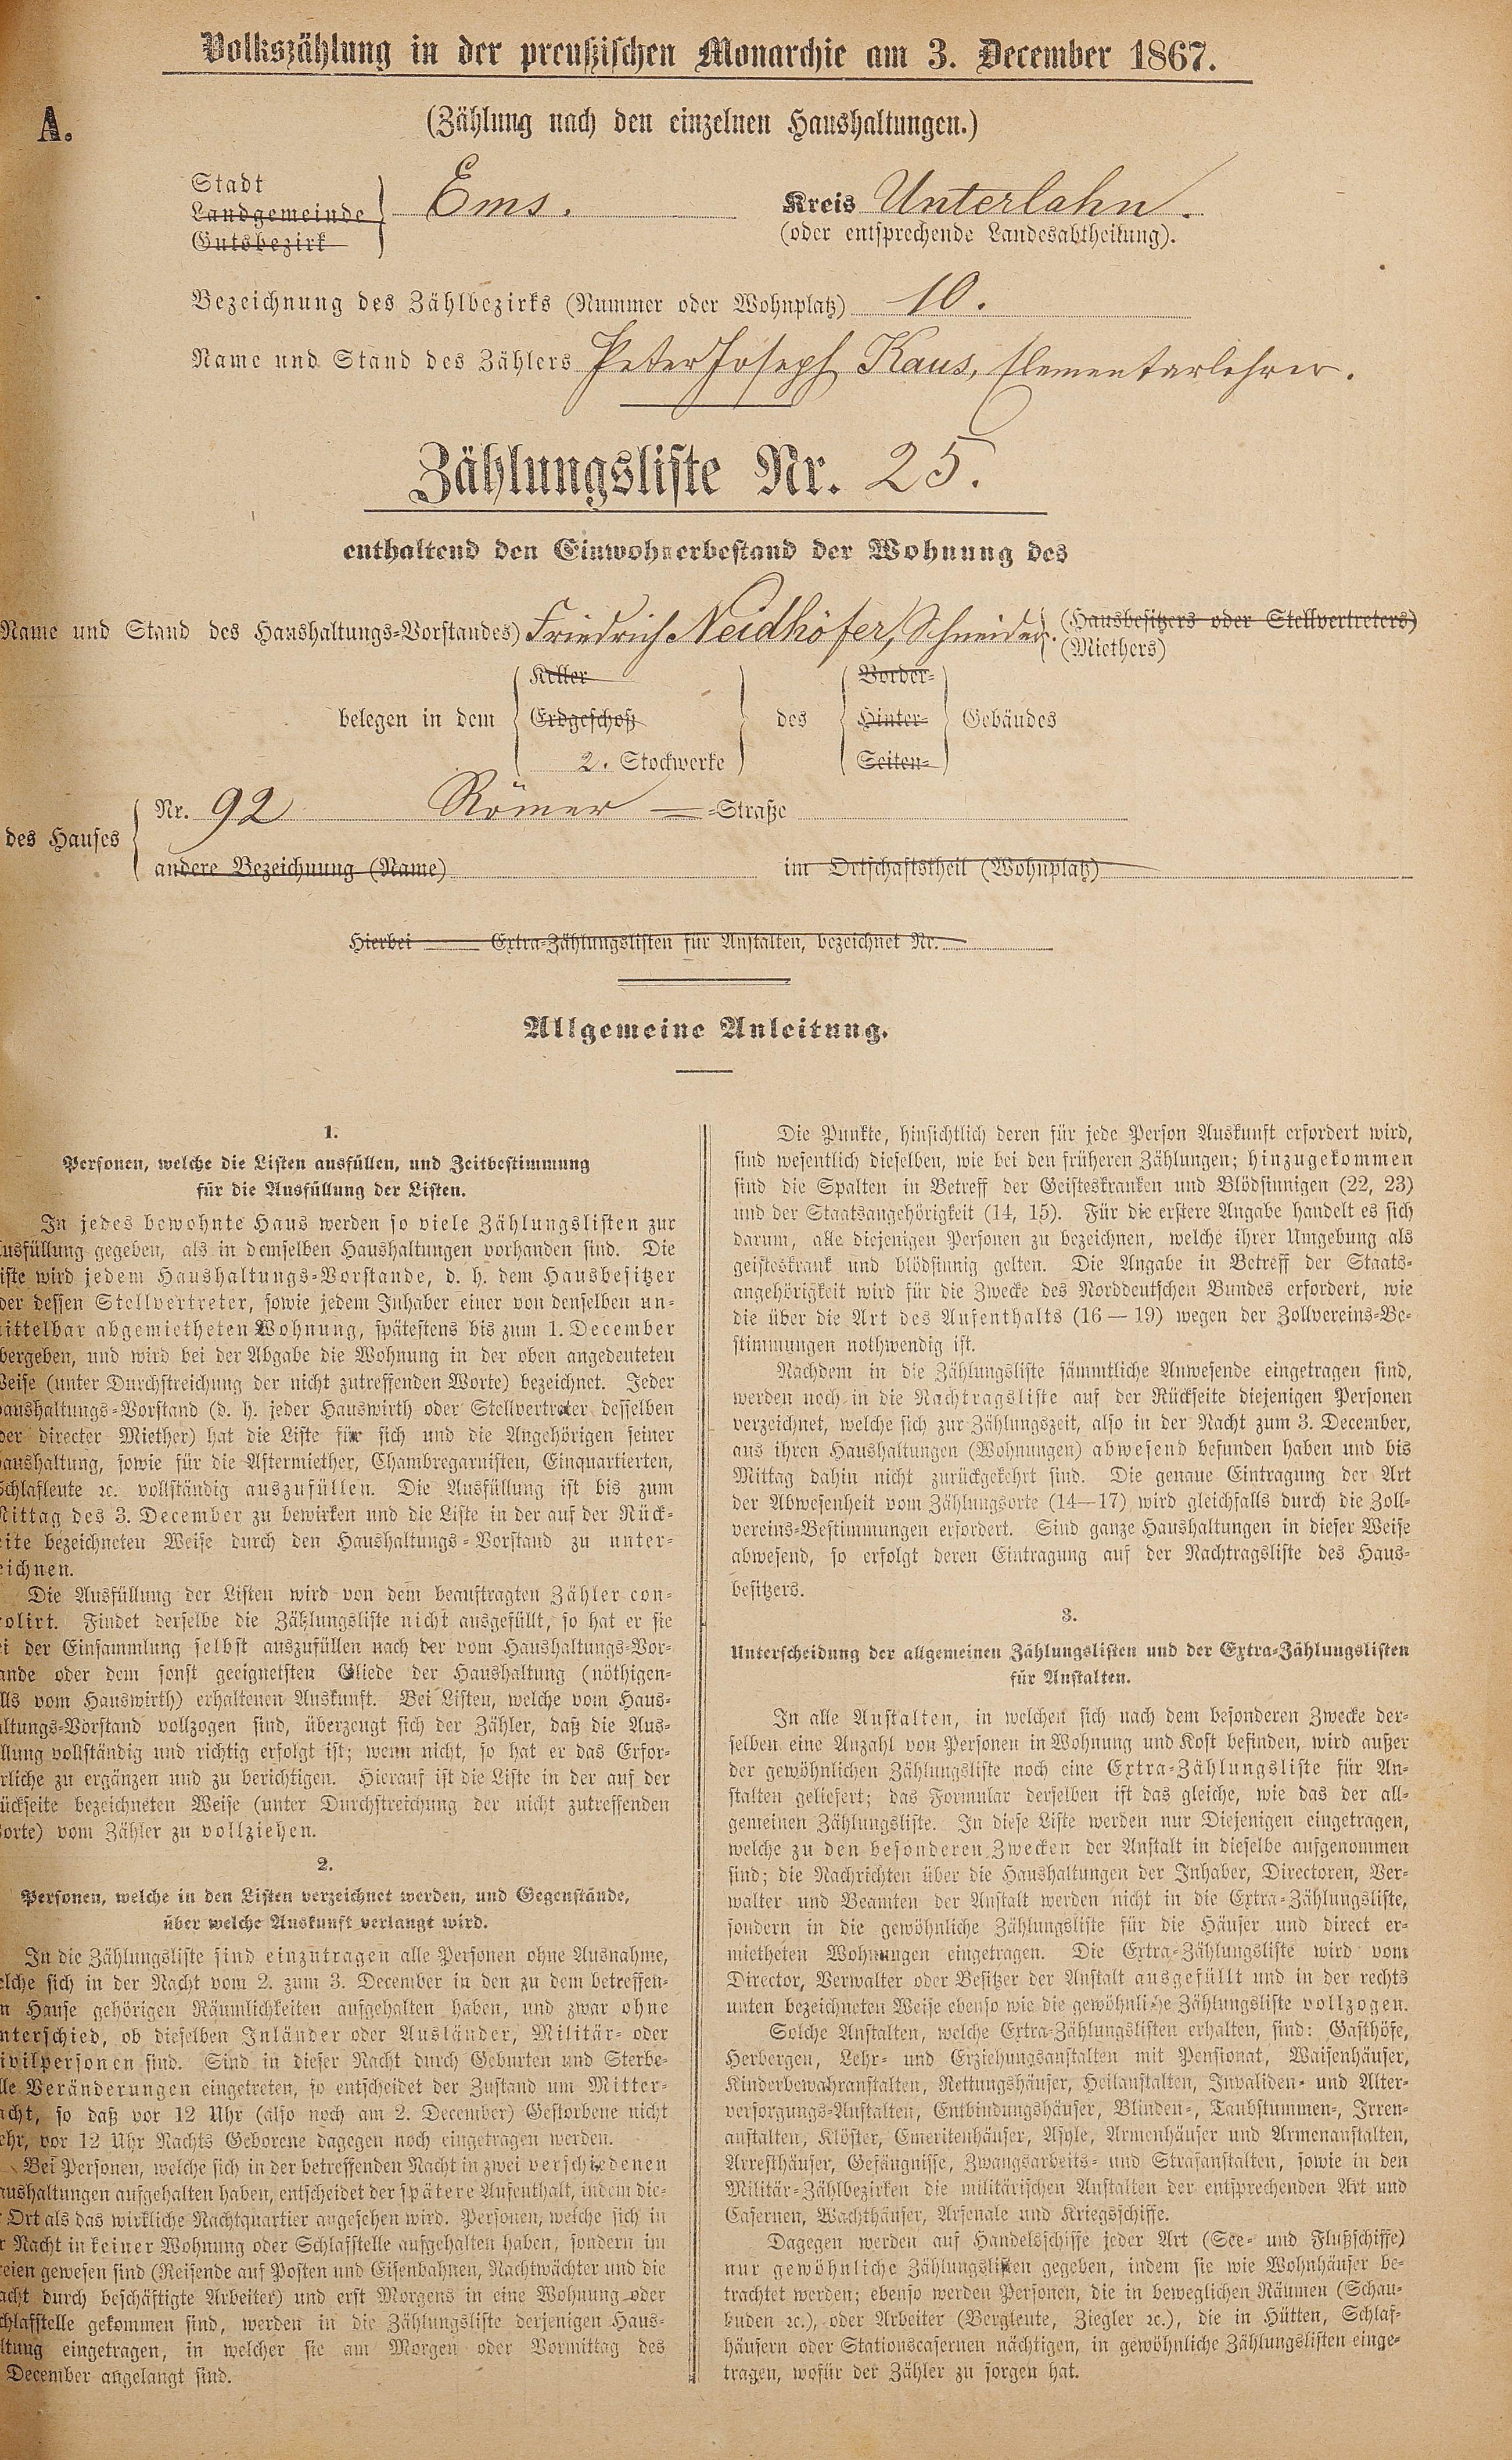 Volkszählung in der preußischen Monarchie am 3. December 1867.
A.
(Zählung nach den einzelnen Haushaltungen.)
Stadt
Landgemeinde
Gutsbezirk
Ems.
Kreis Unterlahn.
(oder entsprechende Landesabtheilung).
Bezeichnung des Zählbezirks (Nummer oder Wohnplatz) 10.
Name und Stand des Zählers Peter Joseph Kaus, Elementarlehrer.
Zählungsliste Nr. 25.
enthaltend den Einwohnerbestand der Wohnung des
Name und Stand des Haushaltungs-Vorstandes) Friedrich Neidhöfer, Schneider. (Hausbesitzers oder Stellvertreters)
(Miethers)
belegen in dem
Keller
Erdgeschoß
2. Stockwerke
des
Vorder-
Hinter-
Seiten-
Gebäudes
des Hauses
Nr. 92 Römer =-Straße
andere Bezeichnung (Name) im Ortschaftstheil (Wohnplatz)
Hierbei Extra-Zählungslisten für Anstalten, bezeichnet Nr.
Allgemeine Anleitung.
1.
Personen, welche die Listen ausfüllen, und Zeitbestimmung
für die Ausfüllung der Listen.
In jedes bewohnte Haus werden so viele Zählungslisten zur
usfüllung gegeben, als in demselben Haushaltungen vorhanden sind. Die
iste wird jedem Haushaltungs-Vorstande, d. h. dem Hausbesitzer
der dessen Stellvertreter, sowie jedem Inhaber einer von denselben un-
ittelbar abgemietheten Wohnung, spätestens bis zum 1. December
bergeben, und wird bei der Abgabe die Wohnung in der oben angedeuteten
Weise (unter Durchstreichung der nicht zutreffenden Worte) bezeichnet. Jeder
aushaltungs-Vorstand (d. h. jeder Hauswirth oder Stellvertreter desselben
der directer Miether) hat die Liste für sich und die Angehörigen seiner
aushaltung, sowie für die Aftermiether, Chambregarnisten, Einquartierten,
Schlafleute ꝛc. vollständig auszufüllen. Die Ausfüllung ist bis zum
Mittag des 3. December zu bewirken und die Liste in der auf der Rück-
eite bezeichneten Weise durch den Haushaltungs-Vorstand zu unter-
eichnen.
Die Ausfüllung der Listen wird von dem beauftragten Zähler con-
rolirt. Findet derselbe die Zählungsliste nicht ausgefüllt, so hat er sie
i der Einsammlung selbst auszufüllen nach der vom Haushaltungs-Vor-
ande oder dem sonst geeignetsten Gliede der Haushaltung (nöthigen-
lls vom Hauswirth) erhaltenen Auskunft. Bei Listen, welche vom Haus-
altungs-Vorstand vollzogen sind, überzeugt sich der Zähler, daß die Aus-
llung vollständig und richtig erfolgt ist; wenn nicht, so hat er das Erfor-
rliche zu ergänzen und zu berichtigen. Hierauf ist die Liste in der auf der
ückseite bezeichneten Weise (unter Durchstreichung der nicht zutreffenden
orte) vom Zähler zu vollziehen.
2.
Personen, welche in den Listen verzeichnet werden, und Gegenstände,
über welche Auskunft verlangt wird.
In die Zählungsliste sind einzutragen alle Personen ohne Ausnahme,
elche sich in der Nacht vom 2. zum 3. December in den zu dem betreffen-
n Hause gehörigen Räumlichkeiten aufgehalten haben, und zwar ohne
nterschied, ob dieselben Inländer oder Ausländer, Militär- oder
ivilpersonen sind. Sind in dieser Nacht durch Geburten und Sterbe-
lle Veränderungen eingetreten, so entscheidet der Zustand um Mitter-
acht, so daß vor 12 Uhr (also noch am 2. December) Gestorbene nicht
ehr, vor 12 Uhr Nachts Geborene dagegen noch eingetragen werden.
Bei Personen, welche sich in der betreffenden Nacht in zwei verschiedenen
aushaltungen aufgehalten haben, entscheidet der spätere Aufenthalt, indem die-
r Ort als das wirkliche Nachtquartier angesehen wird. Personen, welche sich in
r Nacht in keiner Wohnung oder Schlafstelle aufgehalten haben, sondern im
reien gewesen sind (Reisende auf Posten und Eisenbahnen, Nachtwächter und die
acht durch beschäftigte Arbeiter) und erst Morgens in eine Wohnung oder
chlafstelle gekommen sind, werden in die Zählungsliste derjenigen Haus-
ltung eingetragen, in welcher sie am Morgen oder Vormittag des
December angelangt sind.
Die Punkte, hinsichtlich deren für jede Person Auskunft erfordert wird,
sind wesentlich dieselben, wie bei den früheren Zählungen; hinzugekommen
sind die Spalten in Betreff der Geisteskranken und Blödsinnigen (22, 23)
und der Staatsangehörigkeit (14, 15). Für die erstere Angabe handelt es sich
darum, alle diejenigen Personen zu bezeichnen, welche ihrer Umgebung als
geisteskrank und blödsinnig gelten. Die Angabe in Betreff der Staats-
angehörigkeit wird für die Zwecke des Norddeutschen Bundes erfordert, wie
die über die Art des Aufenthalts (16—19) wegen der Zollvereins-Be-
stimmungen nothwendig ist.
Nachdem in die Zählungsliste sämmtliche Anwesende eingetragen sind,
werden noch in die Nachtragsliste auf der Rückseite diejenigen Personen
verzeichnet, welche sich zur Zählungszeit, also in der Nacht zum 3. December,
aus ihren Haushaltungen (Wohnungen) abwesend befunden haben und bis
Mittag dahin nicht zurückgekehrt sind. Die genaue Eintragung der Art
der Abwesenheit vom Zählungsorte (14—17) wird gleichfalls durch die Zoll-
vereins-Bestimmungen erfordert. Sind ganze Haushaltungen in dieser Weise
abwesend, so erfolgt deren Eintragung auf der Nachtragsliste des Haus-
besitzers.
3.
Unterscheidung der allgemeinen Zählungslisten und der Extra-Zählungslisten
für Anstalten.
In alle Anstalten, in welchen sich nach dem besonderen Zwecke der-
selben eine Anzahl von Personen in Wohnung und Kost befinden, wird außer
der gewöhnlichen Zählungsliste noch eine Extra-Zählungsliste für An-
stalten geliefert; das Formular derselben ist das gleiche, wie das der all-
gemeinen Zählungsliste. In diese Liste werden nur Diejenigen eingetragen,
welche zu den besonderen Zwecken der Anstalt in dieselbe aufgenommen
sind; die Nachrichten über die Haushaltungen der Inhaber, Directoren, Ver-
walter und Beamten der Anstalt werden nicht in die Extra-Zählungsliste,
sondern in die gewöhnliche Zählungsliste für die Häuser und direct er-
mietheten Wohnungen eingetragen. Die Extra-Zählungsliste wird vom
Director, Verwalter oder Besitzer der Anstalt ausgefüllt und in der rechts
unten bezeichneten Weise ebenso wie die gewöhnliche Zählungsliste vollzogen.
Solche Anstalten, welche Extra-Zählungslisten erhalten, sind: Gasthöfe,
Herbergen, Lehr- und Erziehungsanstalten mit Pensionat, Waisenhäuser,
Kinderbewahranstalten, Rettungshäuser, Heilanstalten, Invaliden- und Alter-
versorgungs-Anstalten, Entbindungshäuser, Blinden-, Taubstummen-, Irren-
anstalten, Klöster, Emeritenhäuser, Asyle, Armenhäuser und Armenanstalten,
Arresthäuser, Gefängnisse, Zwangsarbeits- und Strafanstalten, sowie in den
Militär-Zählbezirken die militärischen Anstalten der entsprechenden Art und
Casernen, Wachthäuser, Arsenale und Kriegsschiffe.
Dagegen werden auf Handelsschiffe jeder Art (See- und Flußschiffe)
nur gewöhnliche Zählungslisten gegeben, indem sie wie Wohnhäuser be-
trachtet werden; ebenso werden Personen, die in beweglichen Räumen (Schau-
buden ꝛc.), oder Arbeiter (Bergleute, Ziegler ꝛc.), die in Hütten, Schlaf-
häusern oder Stationscasernen nächtigen, in gewöhnliche Zählungslisten einge-
tragen, wofür der Zähler zu sorgen hat.